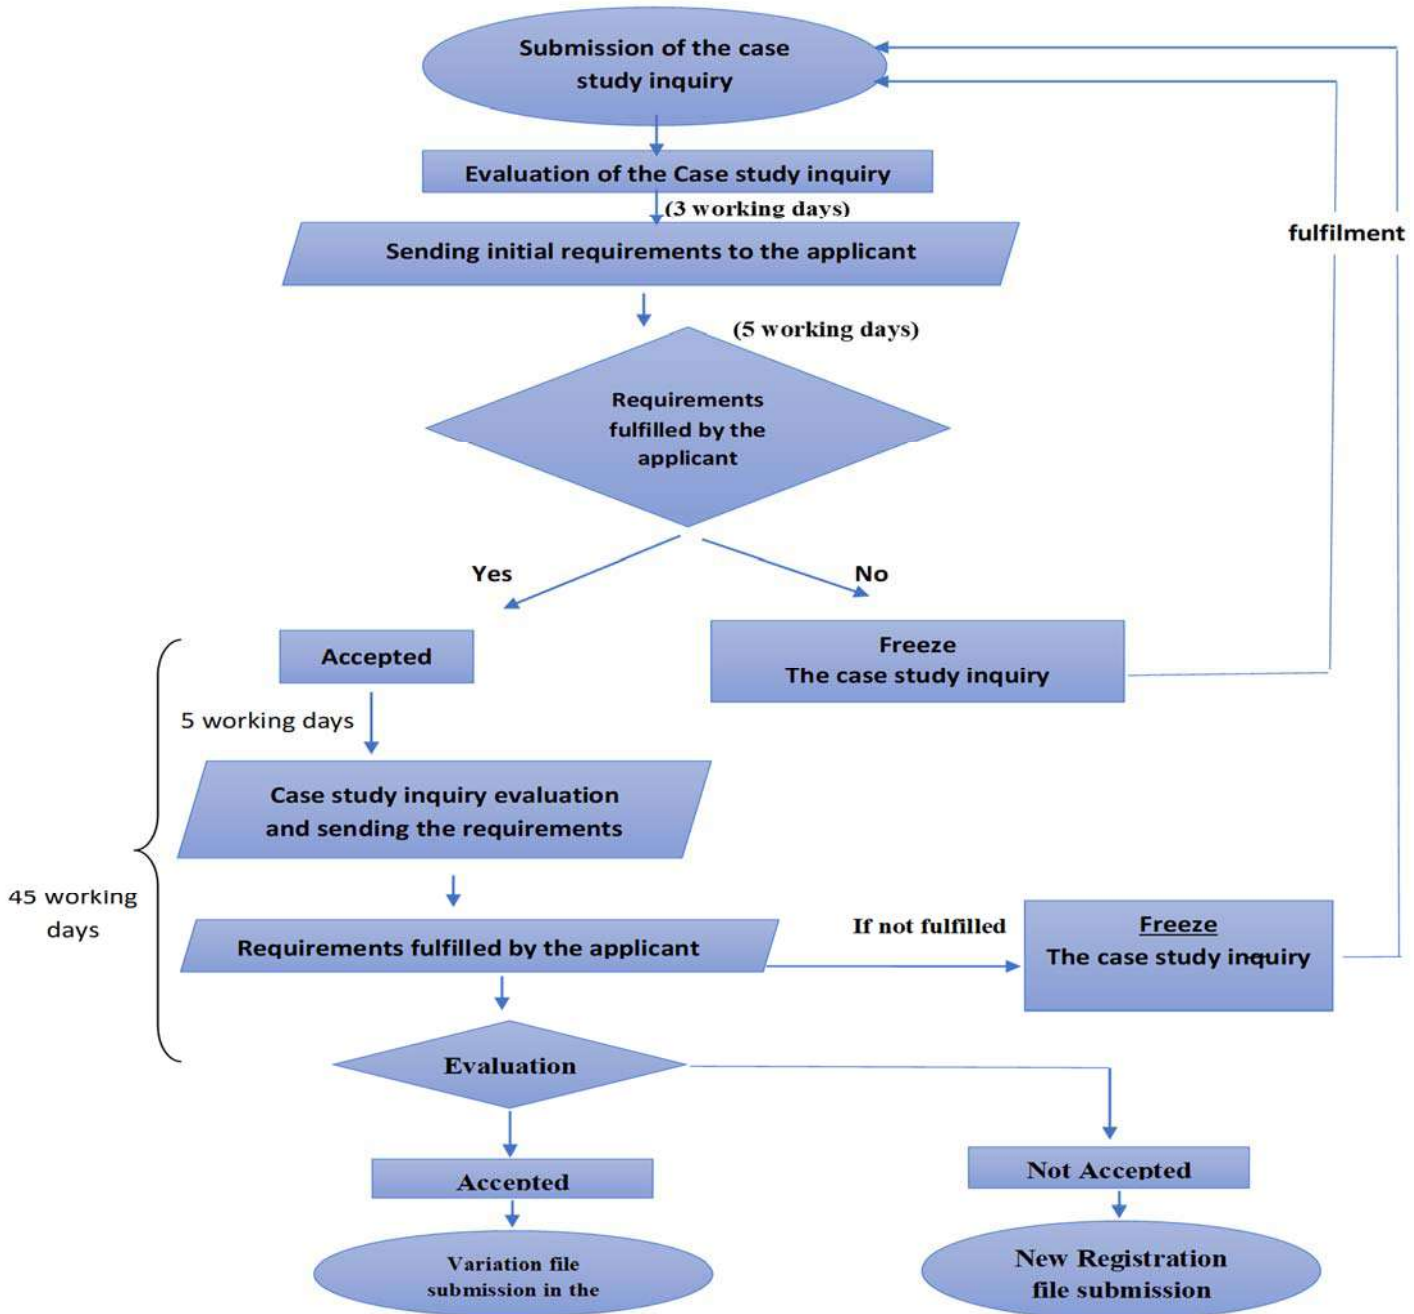 Submission of the case
study inquiry
Evaluation of the Case study inquiry
(3 working days)
Sending initial requirements to the applicant
fulfilment
(5 working days)
Requirements
fulfilled by the
applicant
Yes
No
Accepted
Freeze
The case study inquiry
5 working days
Case study inquiry evaluation
and sending the requirements
45 working
days
Requirements fulfilled by the applicant
If not fulfilled
Freeze
The case study inquiry
Evaluation
Accepted
Not Accepted
Variation file
submission in the
New Registration
file submission